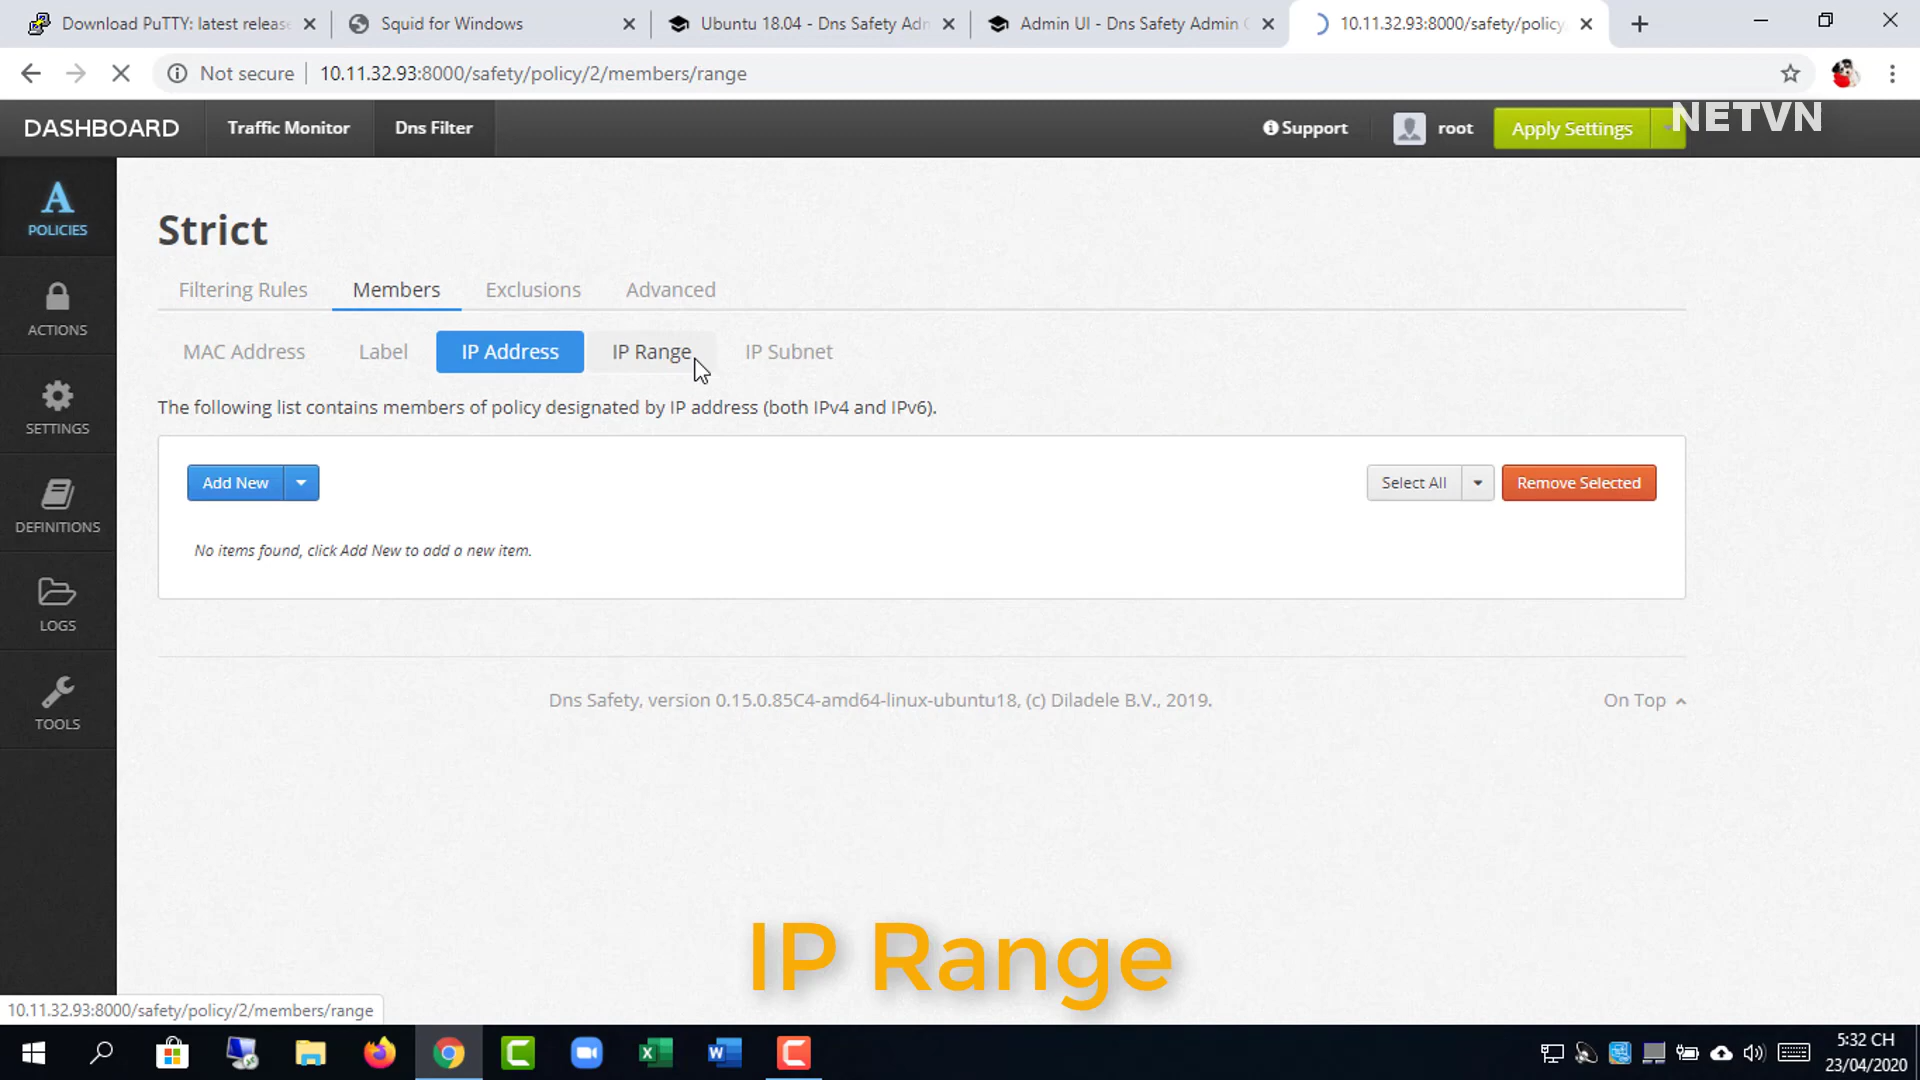 Download PuTTY: latest release
Squid for Windows
Ubuntu 18.04 - Dns Safety Adm
Admin UI - Dns Safety Admin C
10.11.32.93:8000/safety/policy
Not secure
10.11.32.93:8000/safety/policy/2/members/range
DASHBOARD
Traffic Monitor
Dns Filter
Support
root
Apply Settings
NETVN
A
POLICIES
ACTIONS
SETTINGS
DEFINITIONS
LOGS
TOOLS
Strict
Filtering Rules
Members
Exclusions
Advanced
MAC Address
Label
IP Address
IP Range
IP Subnet
The following list contains members of policy designated by IP address (both IPv4 and IPv6).
Add New
Select All
Remove Selected
No items found, click Add New to add a new item.
Dns Safety, version 0.15.0.85C4-amd64-linux-ubuntu18, (c) Diladele B.V., 2019.
On Top
IP Range
10.11.32.93:8000/safety/policy/2/members/range
5:32 CH
23/04/2020